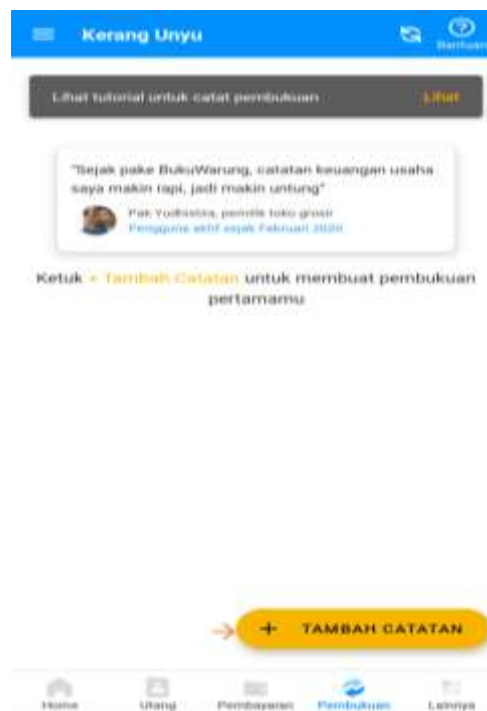 Kerang Unyu
Bantuan
Lihat tutorial untuk catat pembukuan Lihat
"Sejak pake BukuWarung, catatan keuangan usaha
saya makin rapi, jadi makin untung"
Pak Yudhistira, pemilik toko grosir
Pengguna aktif sejak Februari 2020
Ketuk + Tambah Catatan untuk membuat pembukuan
pertamamu
+ TAMBAH CATATAN
Home Utang Pembayaran Pembukuan Lainnya